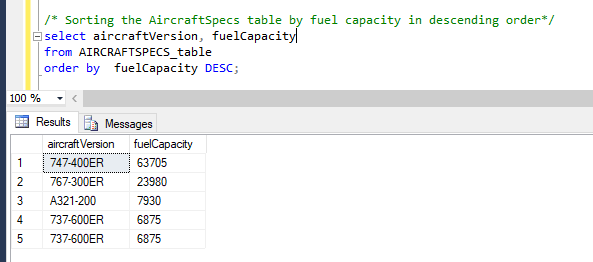 /* Sorting the AircraftSpecs table by fuel capacity in descending order*/
select aircraftVersion, fuelCapacity
from AIRCRAFTSPECS_table
order by  fuelCapacity DESC;
100 %
Results Messages
aircraftVersion fuelCapacity
1 747-400ER 63705
2 767-300ER 23980
3 A321-200 7930
4 737-600ER 6875
5 737-600ER 6875